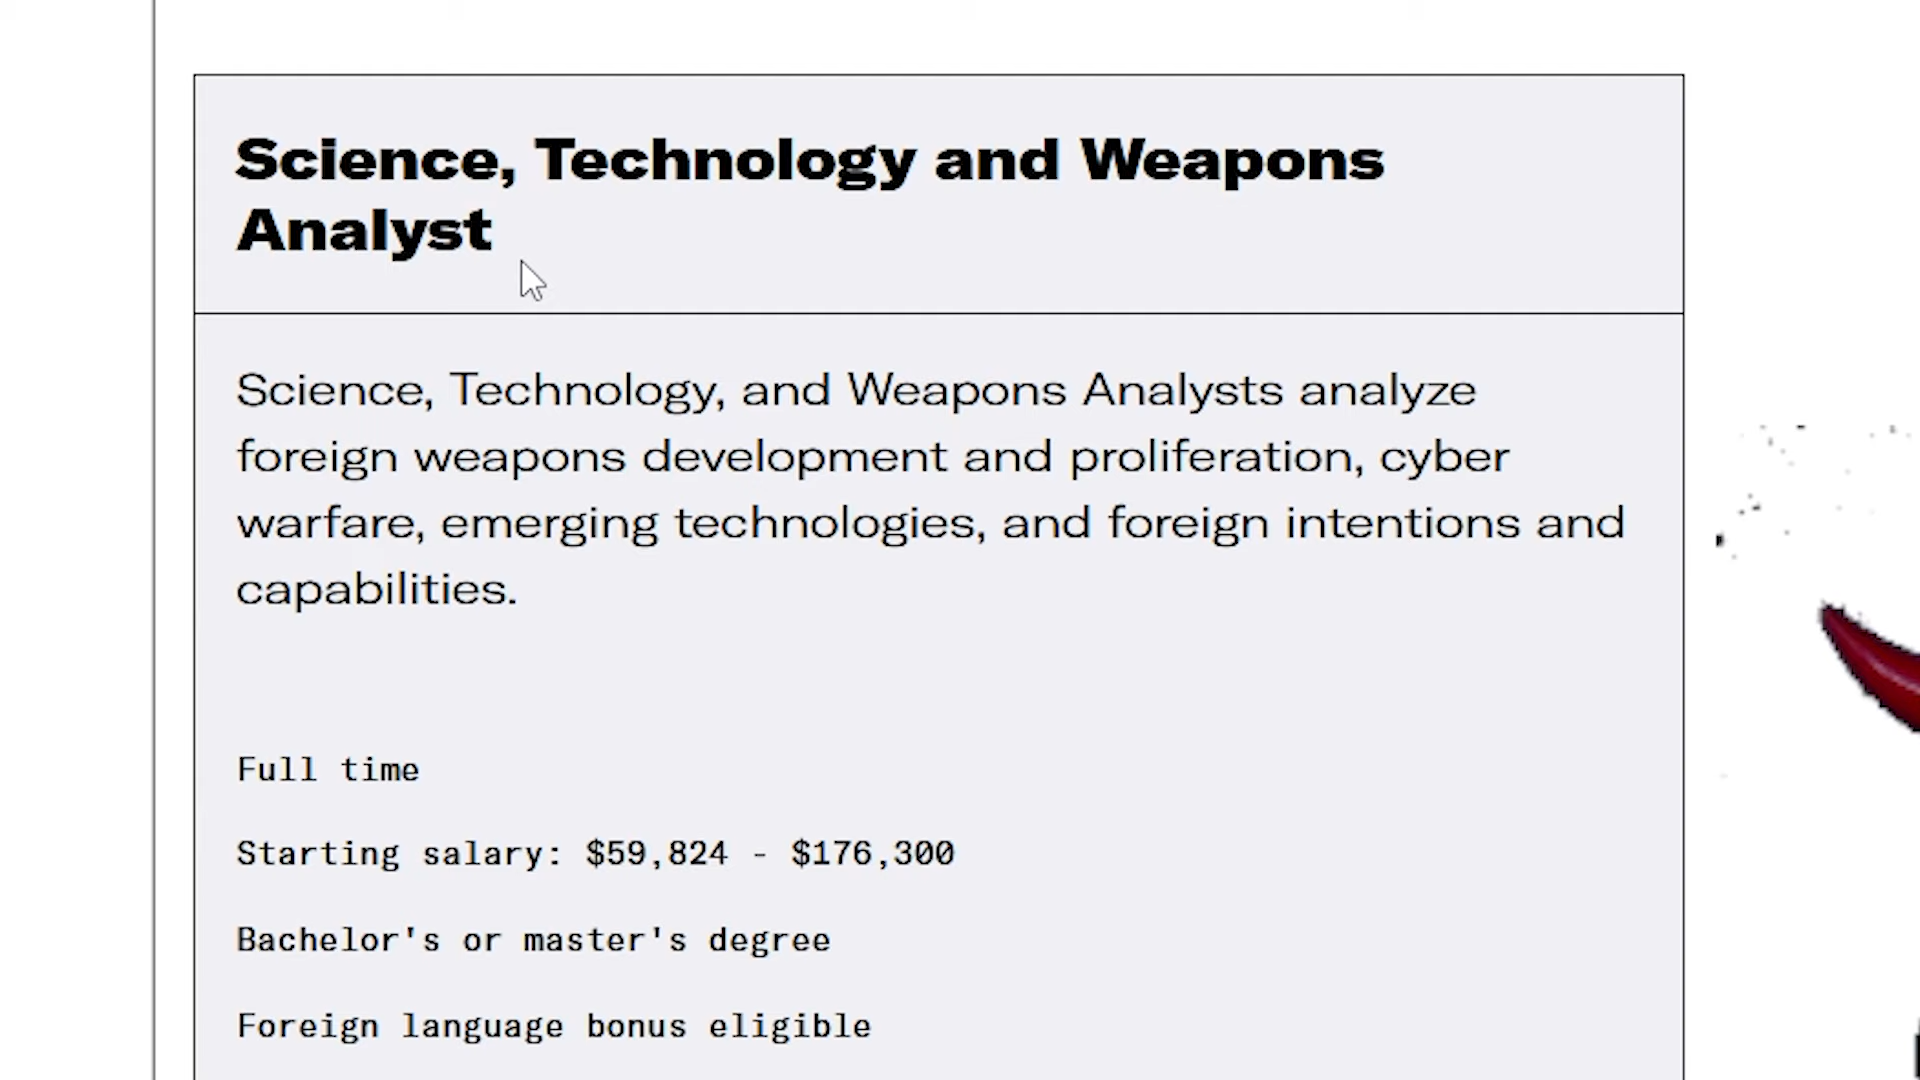 Science, Technology and Weapons
Analyst
Science, Technology, and Weapons Analysts analyze
foreign weapons development and proliferation, cyber
warfare, emerging technologies, and foreign intentions and
capabilities.
Full time
Starting salary: $59,824 - $176,300
Bachelor's or master's degree
Foreign language bonus eligible